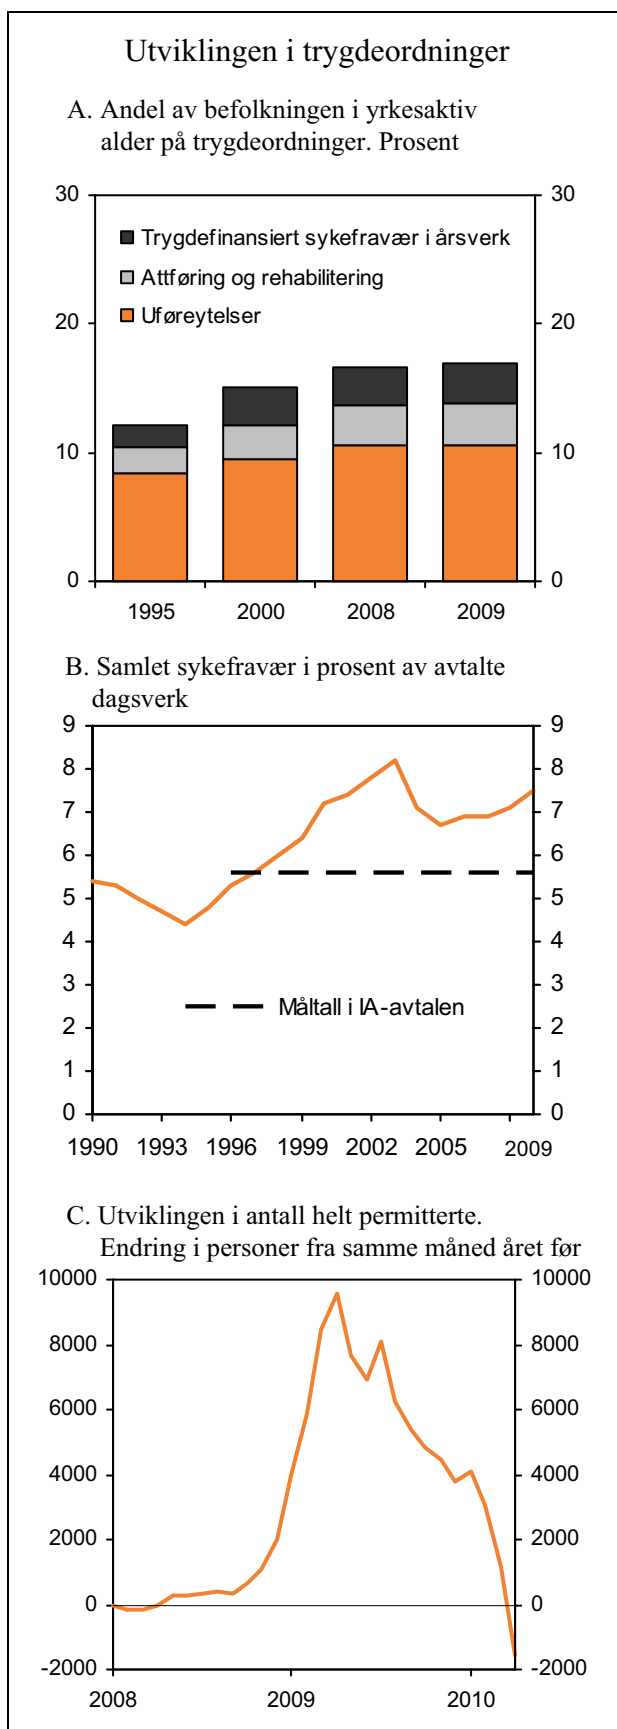 Utviklingen i trygdeordninger
A. Andel av befolkningen i yrkesaktiv
alder på trygdeordninger. Prosent
30 30
Trygdefinansiert sykefravær i årsverk
Attføring og rehabilitering
Uføreytelser
20 20
10 10
0 0
1995 2000 2008 2009
B. Samlet sykefravær i prosent av avtalte
dagsverk
9 9
8 8
7 7
6 6
5 5
4 4
3 3
Måltall i IA-avtalen
2 2
1 1
0 0
1990 1993 1996 1999 2002 2005 2009
C. Utviklingen i antall helt permitterte.
Endring i personer fra samme måned året før
10000 10000
8000 8000
6000 6000
4000 4000
2000 2000
0 0
-2000 -2000
2008 2009 2010